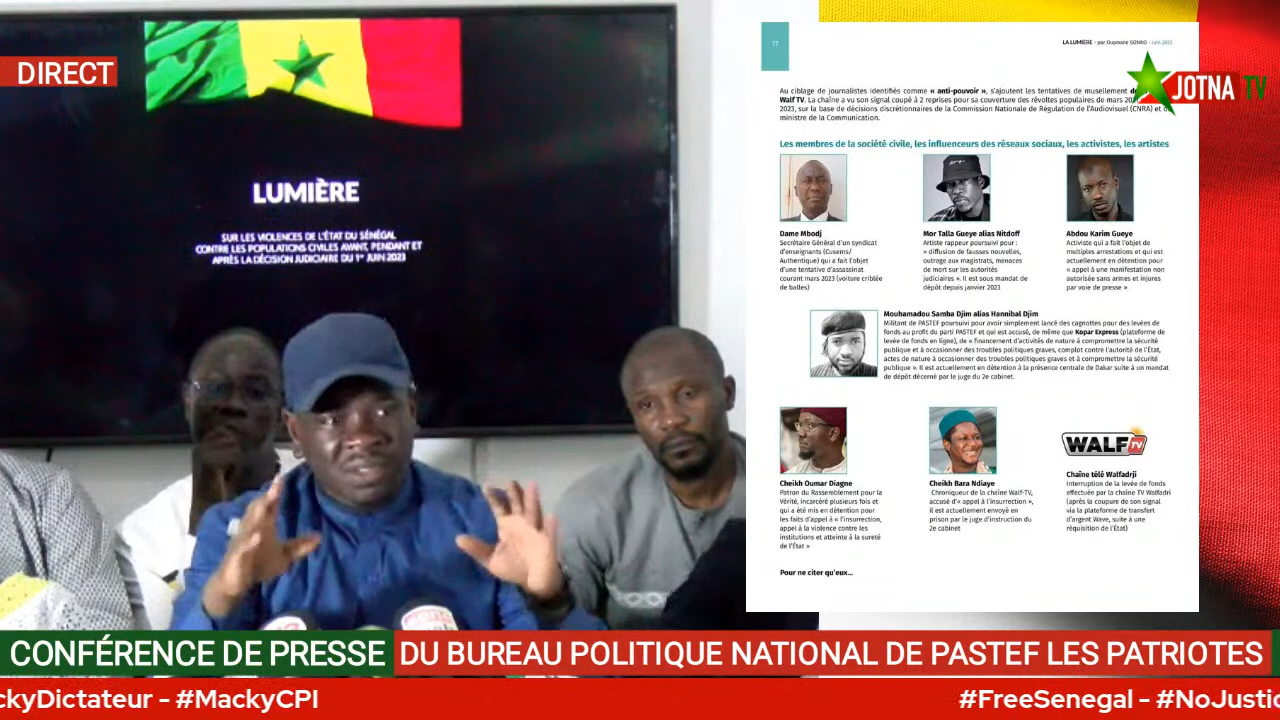 DIRECT
LUMIÈRE
SUR LES VIOLENCES DE L'ÉTAT DU SÉNÉGAL
CONTRE LES POPULATIONS CIVILES AVANT, PENDANT ET
APRÈS LA DÉCISION JUDICIAIRE DU 1er JUIN 2023
17
LA LUMIÈRE - par Ousmane SONKO - Juin 2023
JOTNA TV
Au ciblage de journalistes identifiés comme « anti-pouvoir », s'ajoutent les tentatives de musellement
Walf TV. La chaîne a vu son signal coupé à 2 reprises pour sa couverture des révoltes populaires de mars
2023, sur la base de décisions discrétionnaires de la Commission Nationale de Régulation de l'Audiovisuel (CNRA) et
ministre de la Communication.
Les membres de la société civile, les influenceurs des réseaux sociaux, les activistes, les artistes
Dame Mbodj
Secrétaire Général d'un syndicat
d'enseignants (Cusems/
Authentique) qui a fait l'objet
d'une tentative d'assassinat
courant mars 2023 (voiture criblée
de balles)
Mor Talla Gueye alias Nitdoff
Artiste rappeur poursuivi pour :
« diffusion de fausses nouvelles,
outrage aux magistrats, menaces
de mort sur les autorités
judiciaires ». Il est sous mandat de
dépôt depuis janvier 2023
Abdou Karim Gueye
Activiste qui a fait l'objet de
multiples arrestations et qui est
actuellement en détention pour
« appel à une manifestation non
autorisée sans armes et injures
par voie de presse »
Mouhamadou Samba Djim alias Hannibal Djim
Militant de PASTEF poursuivi pour avoir simplement lancé des cagnottes pour des levées de
fonds au profit du parti PASTEF et qui est accusé, de même que Kopar Express (plateforme de
levée de fonds en ligne), de « financement d'activités de nature à compromettre la sécurité
publique et à occasionner des troubles politiques graves, complot contre l'autorité de l'État,
actes de nature à occasionner des troubles politiques graves et à compromettre la sécurité
publique ». Il est actuellement en détention à la présence centrale de Dakar suite à un mandat
de dépôt décerné par le juge du 2e cabinet.
Cheikh Oumar Diagne
Patron du Rassemblement pour la
Vérité, incarcéré plusieurs fois et
qui a été mis en détention pour
les faits d'appel à « l'insurrection,
appel à la violence contre les
institutions et atteinte à la sureté
de l'État »
Cheikh Bara Ndiaye
Chroniqueur de la chaîne Walf-TV,
accusé d'« appel à l'insurrection »,
il est actuellement envoyé en
prison par le juge d'instruction du
2e cabinet
WALF TV
Chaîne télé Walfadrji
Interruption de la levée de fonds
effectuée par la chaîne TV Walfadri
(après la coupure de son signal
via la plateforme de transfert
d'argent Wave, suite à une
réquisition de l'État)
Pour ne citer qu'eux...
CONFÉRENCE DE PRESSE DU BUREAU POLITIQUE NATIONAL DE PASTEF LES PATRIOTES
ckyDictateur - #MackyCPI #FreeSenegal - #NoJustic